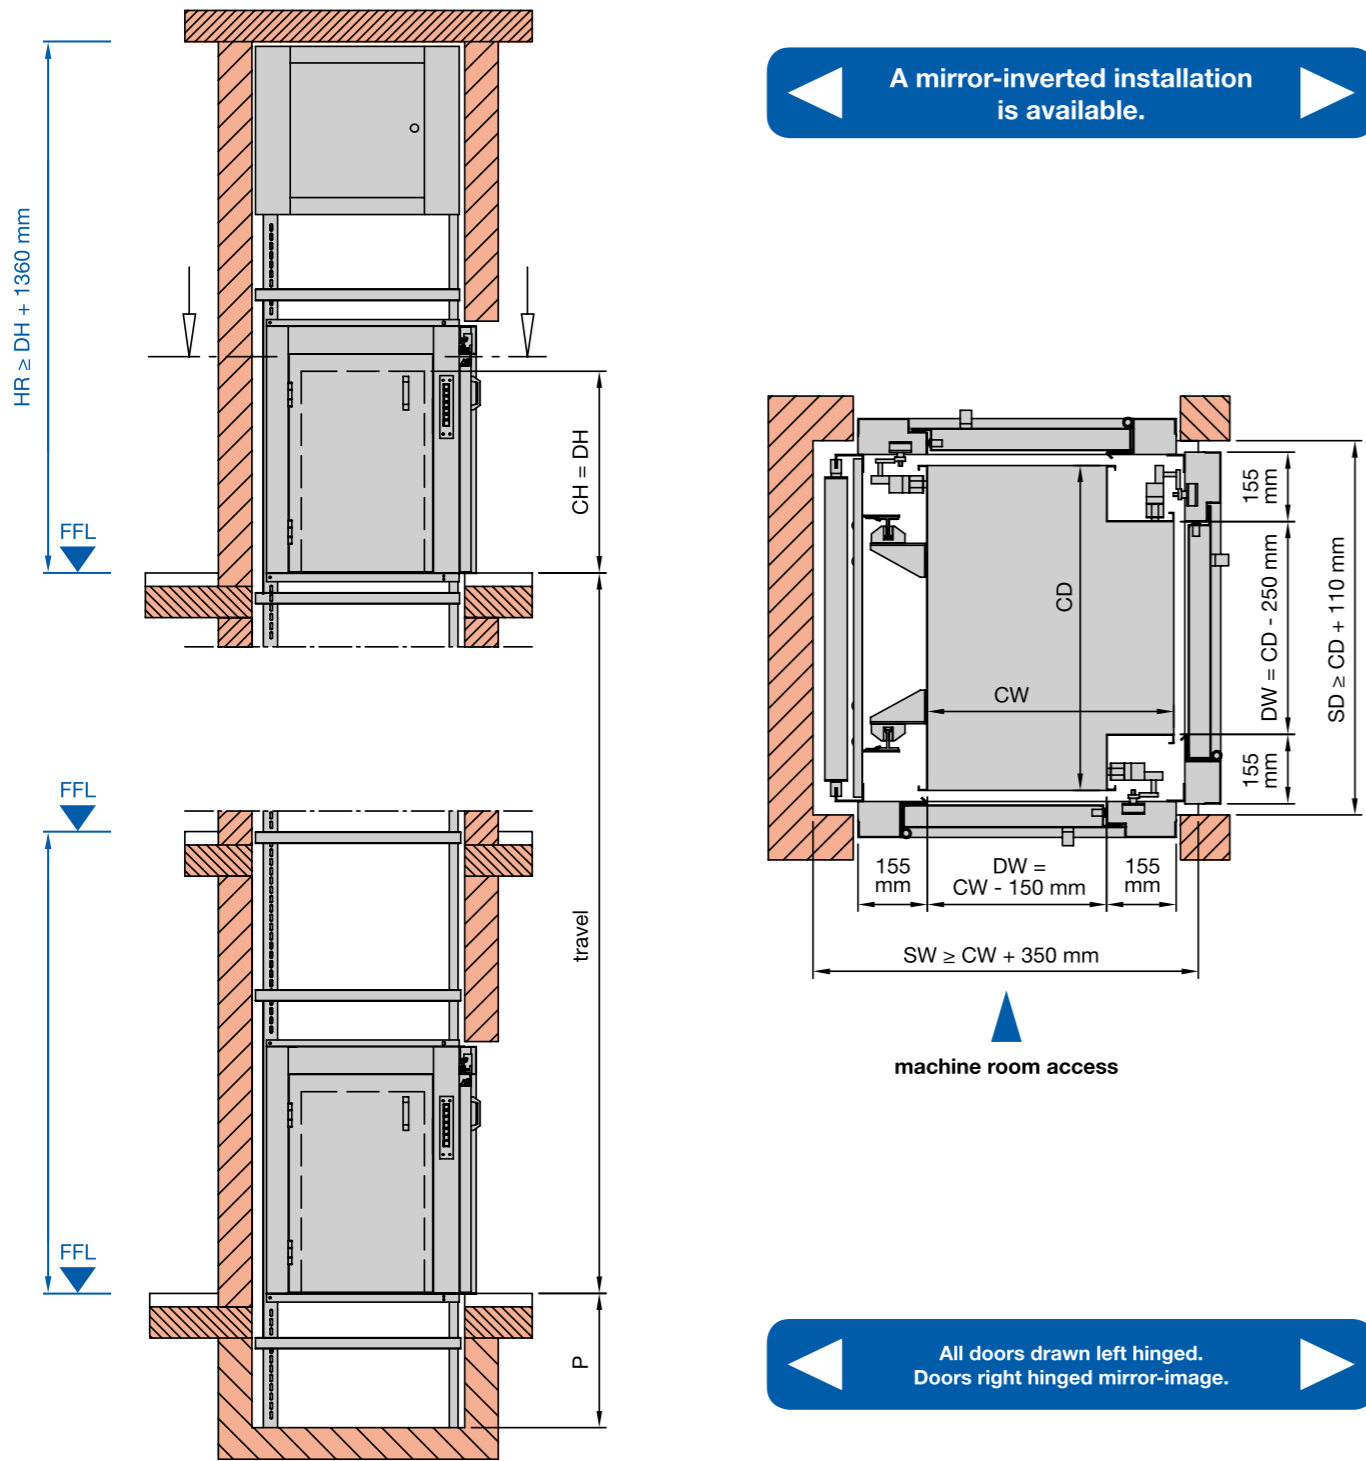 A mirror-inverted installation
is available.
HR ≥ DH + 1360 mm
FFL
CH = DH
FFL
travel
FFL
P
CD
CW
155
mm
DW = CD - 250 mm
155
mm
SD ≥ CD + 110 mm
155
mm
DW =
CW - 150 mm
155
mm
SW ≥ CW + 350 mm
machine room access
All doors drawn left hinged.
Doors right hinged mirror-image.